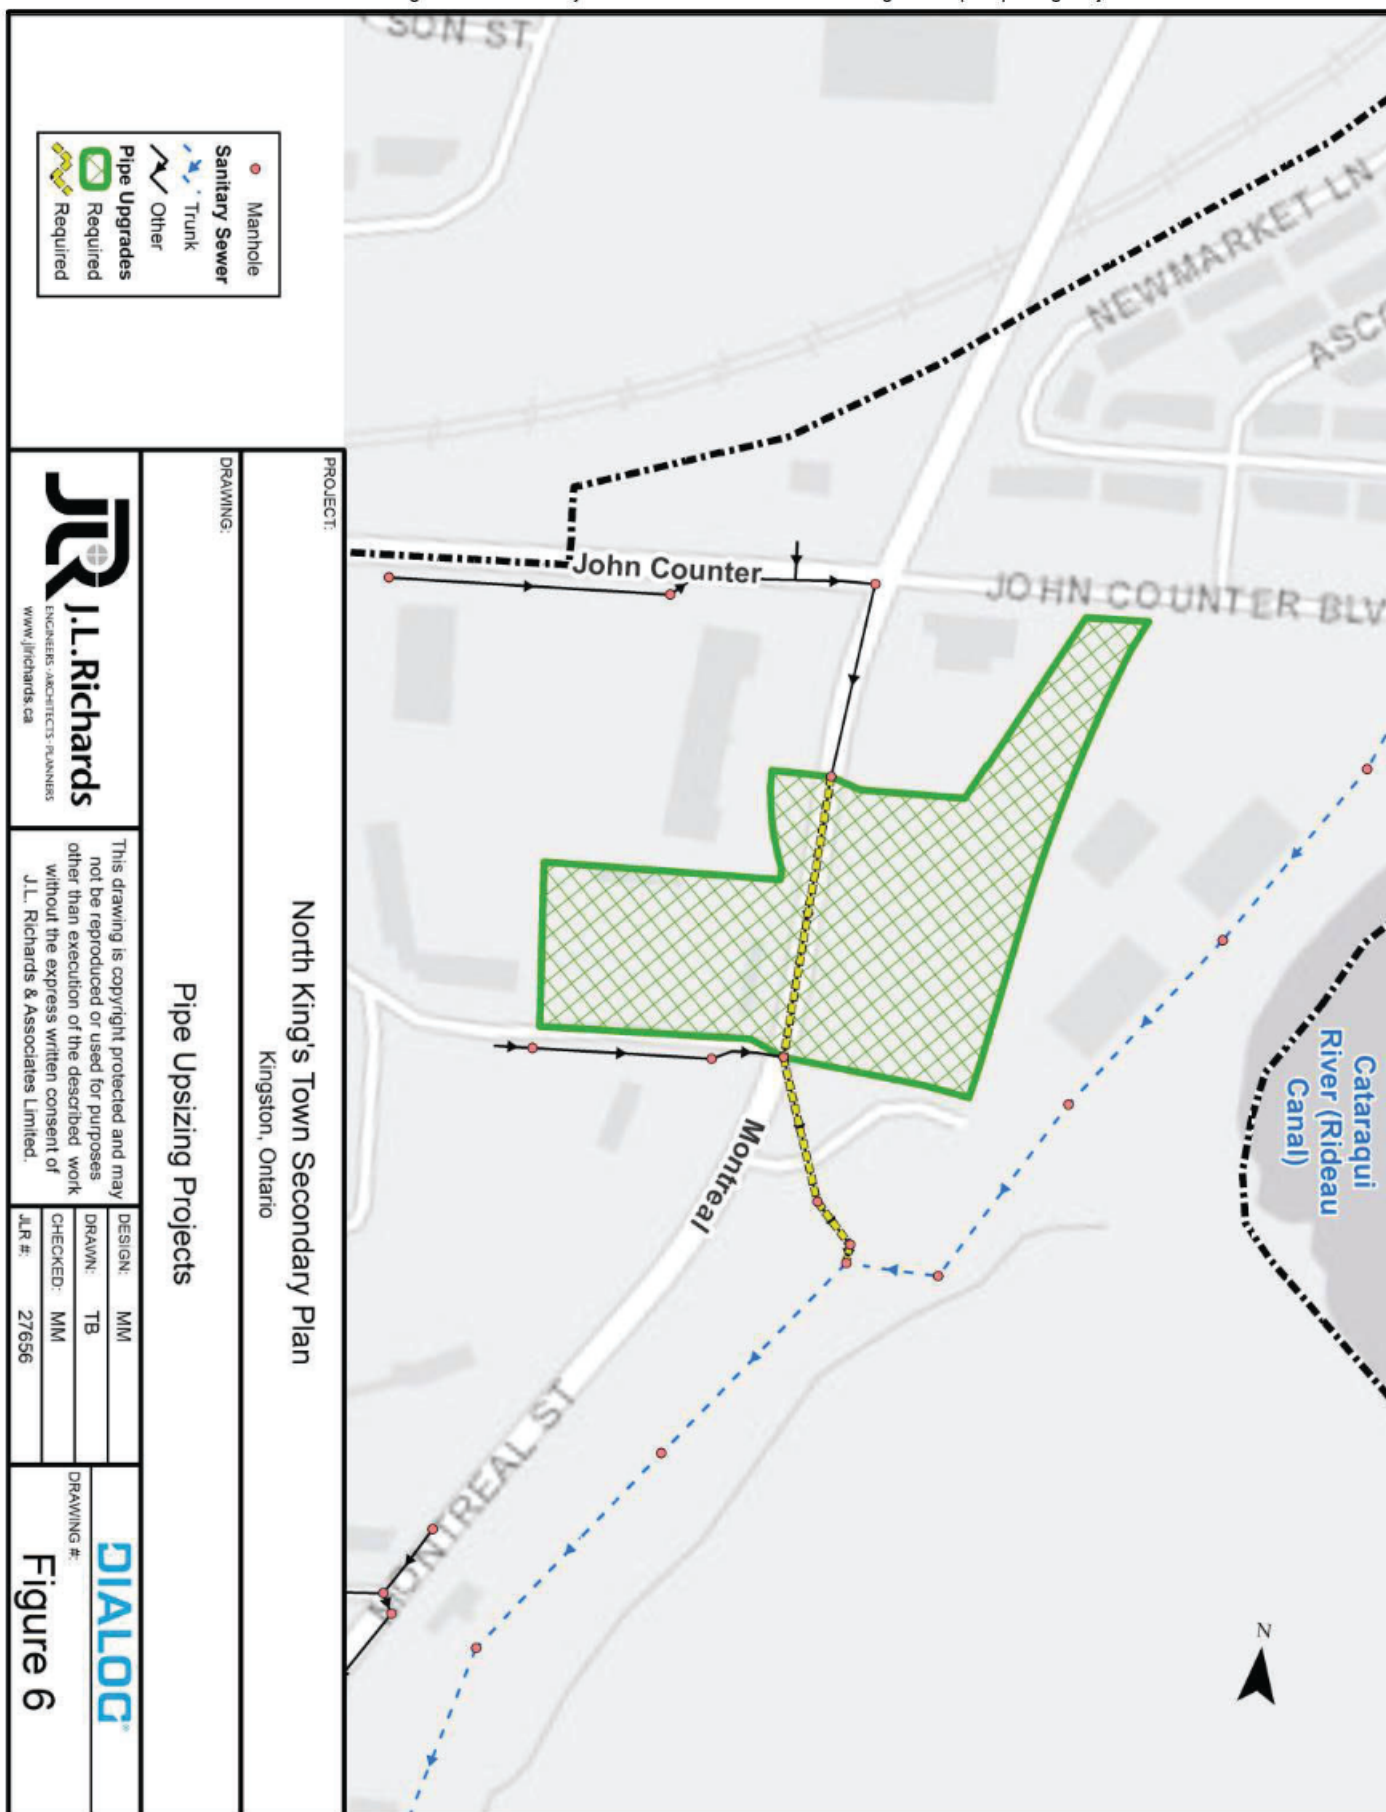 SON ST
NEWMARKET LN
ASCO
John Counter
JOHN COUNTER BLV
Cataraqui
River (Rideau
Canal)
Montreal
MONTREAL ST
N
Manhole
Sanitary Sewer
Trunk
Other
Pipe Upgrades
Required
Required
PROJECT:
North King's Town Secondary Plan
Kingston, Ontario
DRAWING:
Pipe Upsizing Projects
JLR J.L.Richards
ENGINEERS·ARCHITECTS·PLANNERS
www.jlrichards.ca
This drawing is copyright protected and may
not be reproduced or used for purposes
other than execution of the described work
without the express written consent of
J.L. Richards & Associates Limited.
DESIGN: MM
DRAWN: TB
CHECKED: MM
JLR #: 27656
DIALOG®
DRAWING #:
Figure 6